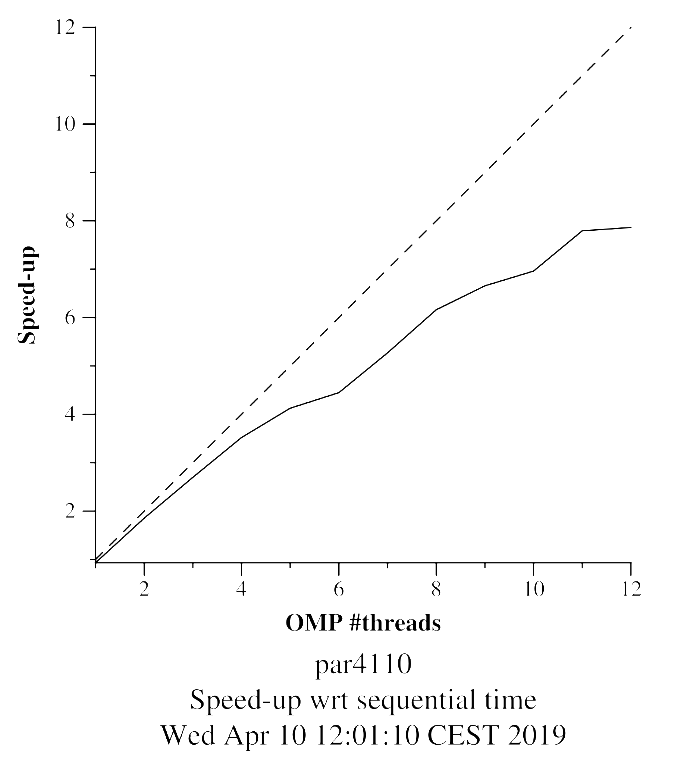 12
10
8
6
4
2
Speed-up
2 4 6 8 10 12
OMP #threads
par4110
Speed-up wrt sequential time
Wed Apr 10 12:01:10 CEST 2019